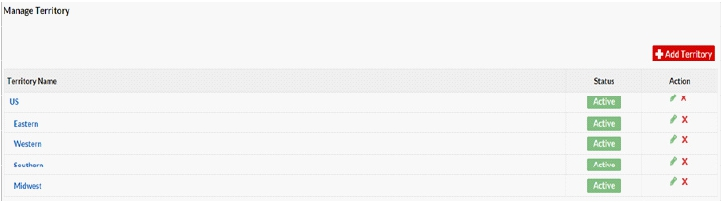 Manage Territory
+ Add Territory
Territory Name Status Action
US Active X
Eastern Active X
Western Active X
Southern Active X
Midwest Active X